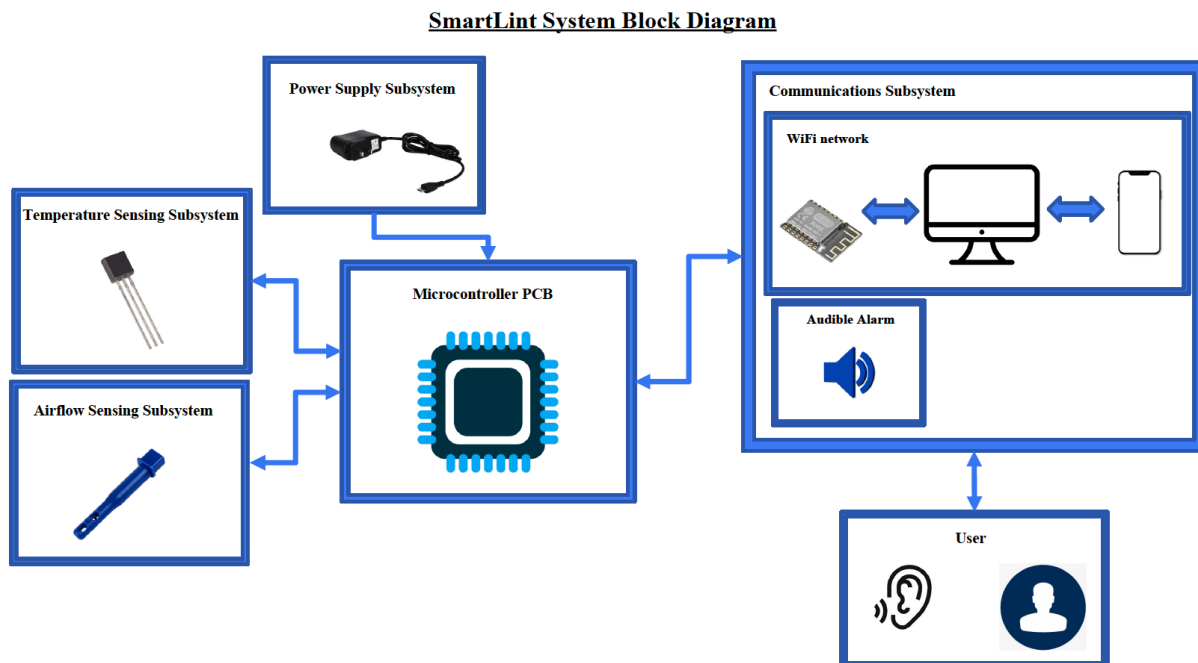 SmartLint System Block Diagram
Power Supply Subsystem
Communications Subsystem
WiFi network
Temperature Sensing Subsystem
Microcontroller PCB
Audible Alarm
Airflow Sensing Subsystem
User